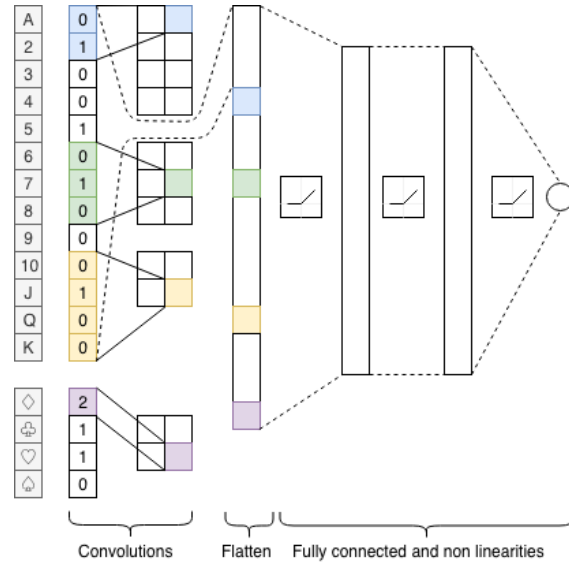 A 0
2 1
3 0
4 0
5 1
6 0
7 1
8 0
9 0
10 0
J 1
Q 0
K 0
♢ 2
♧ 1
♡ 1
♤ 0
Convolutions Flatten Fully connected and non linearities